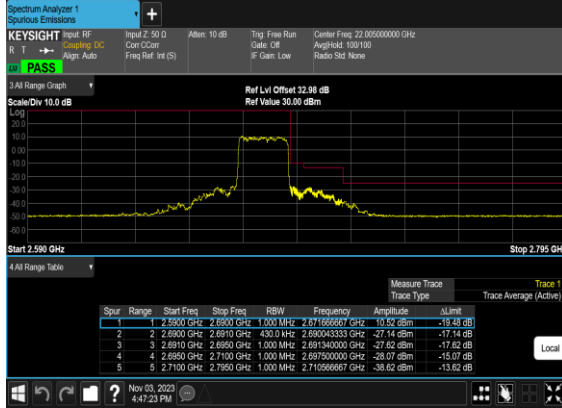 Spectrum Analyzer 1
Spurious Emissions
KEYSIGHT Input: RF Input Z: 50 Ω Atten: 10 dB Trig: Free Run Center Freq: 22.005000000 GHz
R T Coupling: DC Corr CCorr Gate: Off Avg|Hold: 100/100
Align: Auto Freq Ref: Int (S) IF Gain: Low Radio Std: None
PASS
3 All Range Graph
Ref Lvl Offset 32.98 dB
Scale/Div 10.0 dB Ref Value 30.00 dBm
Log
20.0
10.0
0.00
-10.0
-20.0
-30.0
-40.0
-50.0
-60.0
Start 2.590 GHz Stop 2.795 GH
4 All Range Table
Measure Trace Trace 1
Trace Type Trace Average (Active)
Spur Range Start Freq Stop Freq RBW Frequency Amplitude ΔLimit
1 1 2.5900 GHz 2.6900 GHz 1.000 MHz 2.671666667 GHz 10.52 dBm -19.48 dB
2 2 2.6900 GHz 2.6910 GHz 430.0 kHz 2.690043333 GHz -27.14 dBm -17.14 dB
3 3 2.6910 GHz 2.6950 GHz 1.000 MHz 2.691340000 GHz -27.62 dBm -17.62 dB
4 4 2.6950 GHz 2.7100 GHz 1.000 MHz 2.697500000 GHz -28.07 dBm -15.07 dB
5 5 2.7100 GHz 2.7950 GHz 1.000 MHz 2.710566667 GHz -38.62 dBm -13.62 dB
Local
Nov 03, 2023
4:47:23 PM